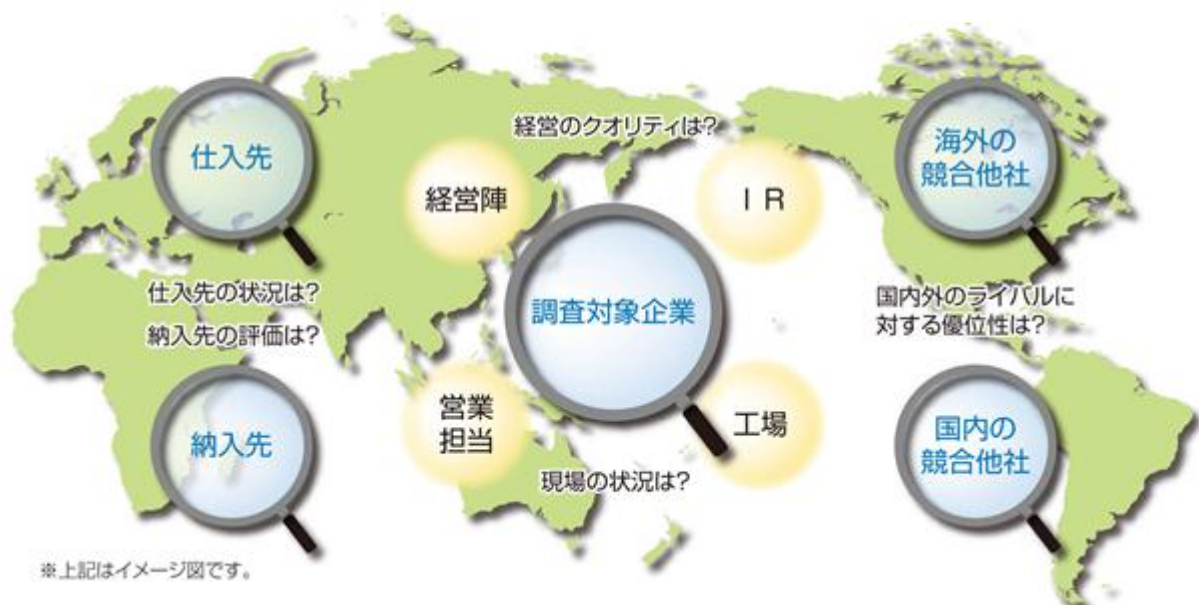 経営のクオリティは?
仕入先
経営陣
I R
海外の
競合他社
調査対象企業
仕入先の状況は?
納入先の評価は?
国内外のライバルに
対する優位性は?
納入先
営業
担当
工場
国内の
競合他社
現場の状況は?
※上記はイメージ図です。